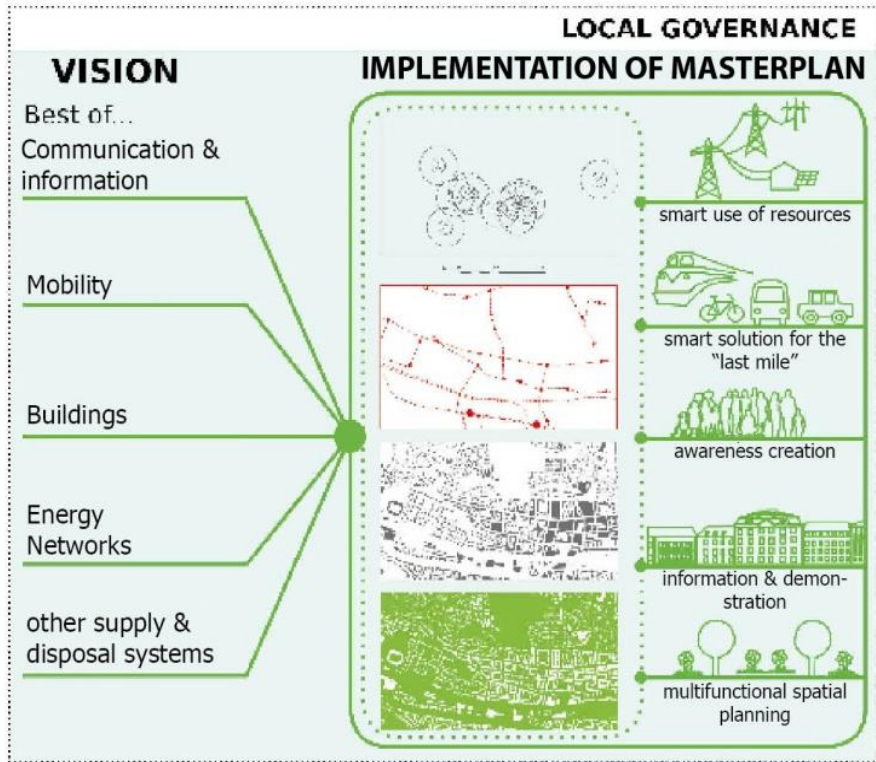 LOCAL GOVERNANCE
VISION
IMPLEMENTATION OF MASTERPLAN
Best of...
Communication &
information
Mobility
Buildings
Energy
Networks
other supply &
disposal systems
smart use of resources
smart solution for the
“last mile”
awareness creation
information & demon-
stration
multifunctional spatial
planning